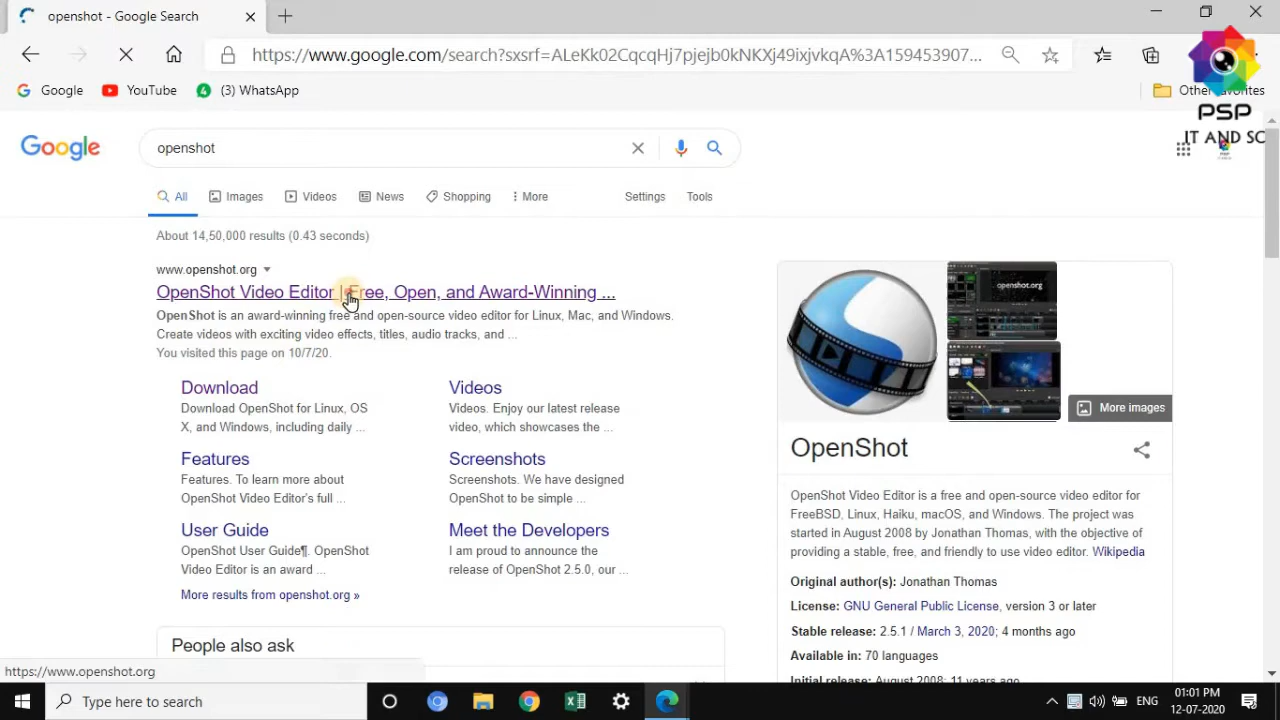 openshot - Google Search
https://www.google.com/search?sxsrf=ALeKk02CqcqHj7pjejb0kNKXj49ixjvkqA%3A159453907...
Google
YouTube
(3) WhatsApp
Other favorites
PSP
IT AND SC
Google
openshot
All
Images
Videos
News
Shopping
More
Settings
Tools
About 14,50,000 results (0.43 seconds)
www.openshot.org
OpenShot Video Editor | Free, Open, and Award-Winning ...
OpenShot is an award-winning free and open-source video editor for Linux, Mac, and Windows.
Create videos with exciting video effects, titles, audio tracks, and ...
You visited this page on 10/7/20.
Download
Download OpenShot for Linux, OS
X, and Windows, including daily ...
Videos
Videos. Enjoy our latest release
video, which showcases the ...
Features
Features. To learn more about
OpenShot Video Editor's full ...
Screenshots
Screenshots. We have designed
OpenShot to be simple ...
User Guide
OpenShot User Guide¶. OpenShot
Video Editor is an award ...
Meet the Developers
I am proud to announce the
release of OpenShot 2.5.0, our ...
More results from openshot.org »
People also ask
openshot.org
More images
OpenShot
OpenShot Video Editor is a free and open-source video editor for
FreeBSD, Linux, Haiku, macOS, and Windows. The project was
started in August 2008 by Jonathan Thomas, with the objective of
providing a stable, free, and friendly to use video editor. Wikipedia
Original author(s): Jonathan Thomas
License: GNU General Public License, version 3 or later
Stable release: 2.5.1 / March 3, 2020; 4 months ago
Available in: 70 languages
Initial release: August 2008; 11 years ago
https://www.openshot.org
Type here to search
ENG
01:01 PM
12-07-2020